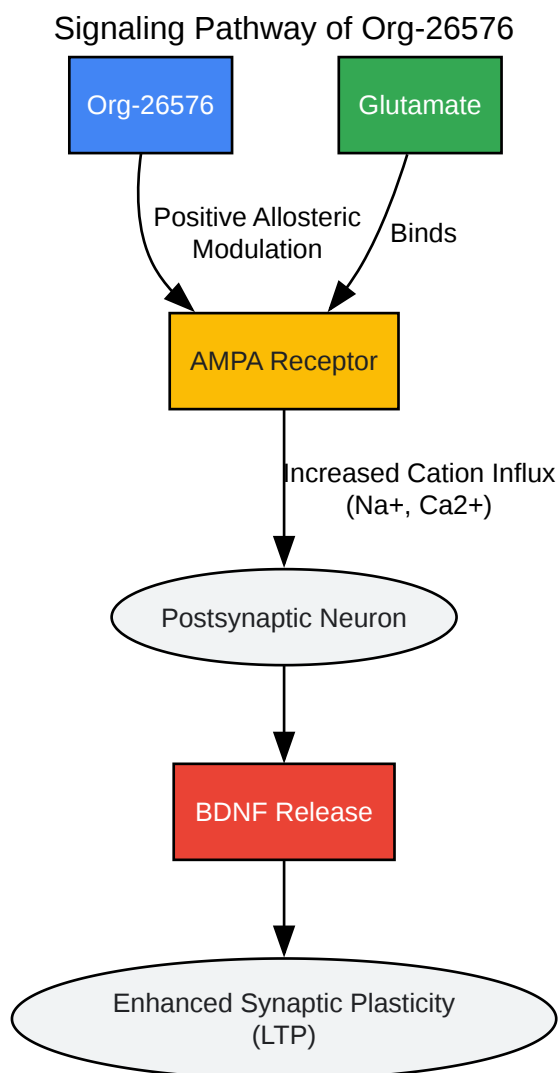 Signaling Pathway of Org-26576
Org-26576
Glutamate
Positive Allosteric
Modulation
Binds
AMPA Receptor
Increased Cation Influx
(Na+, Ca2+)
Postsynaptic Neuron
BDNF Release
Enhanced Synaptic Plasticity
(LTP)